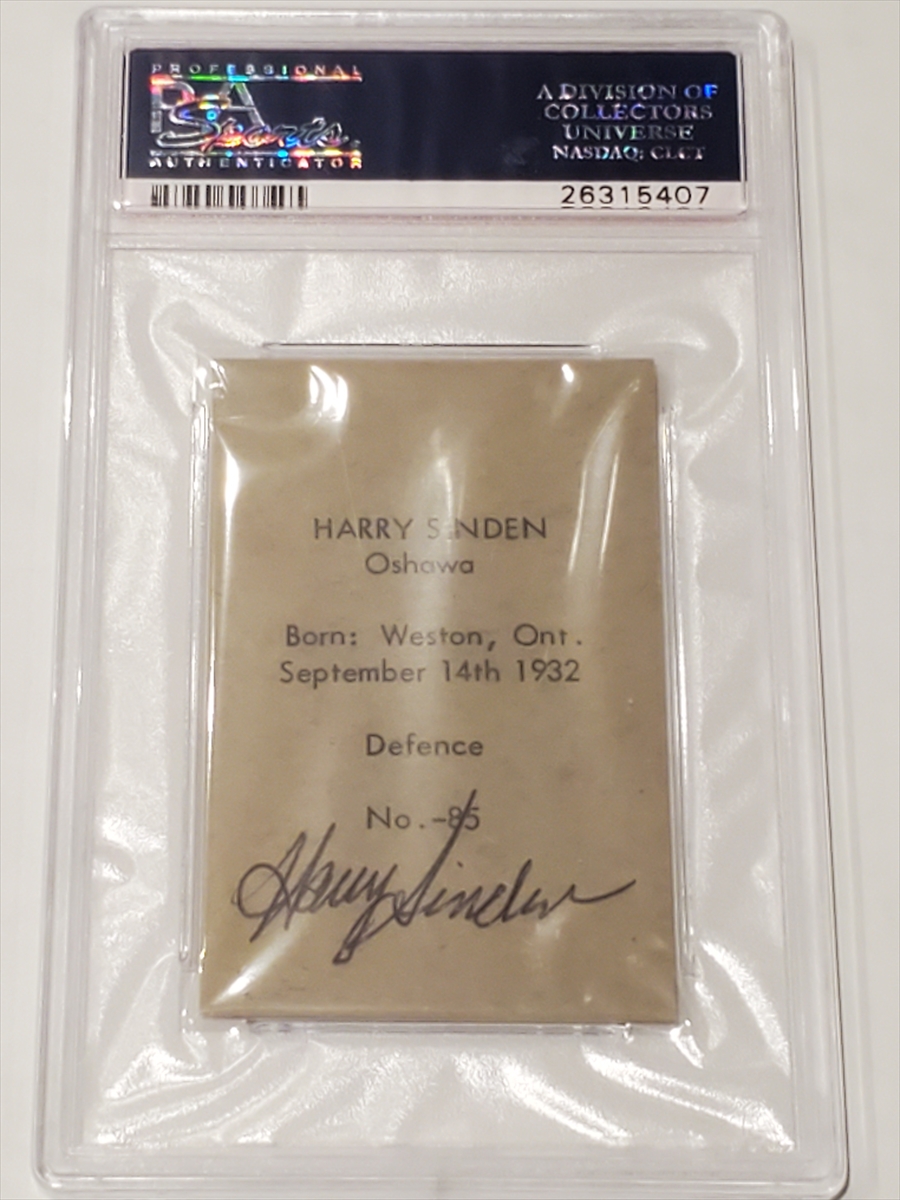 PROFESSIONAL
PSA
Sports.
AUTHENTICATOR
A DIVISION OF
COLLECTORS
UNIVERSE
NASDAQ: CLCT
26315407
HARRY SINDEN
Oshawa
Born: Weston, Ont.
September 14th 1932
Defence
No.-85
Harry Sinden